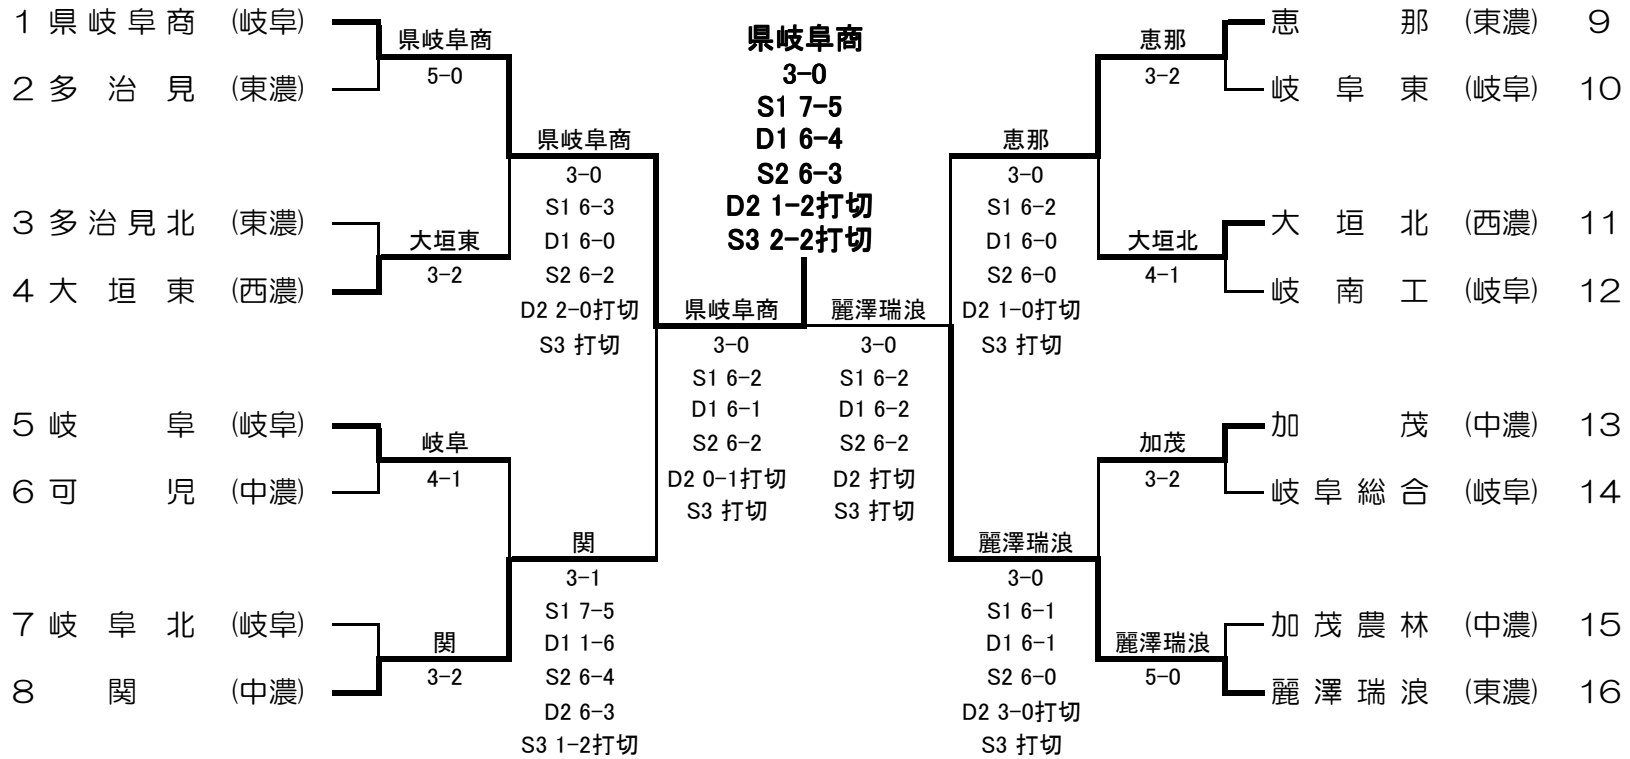 1 県岐阜商 (岐阜)
2 多治見 (東濃)
3 多治見北 (東濃)
4 大垣東 (西濃)
5 岐阜 (岐阜)
6 可児 (中濃)
7 岐阜北 (岐阜)
8 関 (中濃)
県岐阜商
5-0
大垣東
3-2
岐阜
4-1
関
3-2
県岐阜商
3-0
S1 6-3
D1 6-0
S2 6-2
D2 2-0打切
S3 打切
関
3-1
S1 7-5
D1 1-6
S2 6-4
D2 6-3
S3 1-2打切
県岐阜商
3-0
S1 6-2
D1 6-1
S2 6-2
D2 0-1打切
S3 打切
県岐阜商
3-0
S1 7-5
D1 6-4
S2 6-3
D2 1-2打切
S3 2-2打切
麗澤瑞浪
3-0
S1 6-2
D1 6-2
S2 6-2
D2 打切
S3 打切
恵那
3-0
S1 6-2
D1 6-0
S2 6-0
D2 1-0打切
S3 打切
麗澤瑞浪
3-0
S1 6-1
D1 6-1
S2 6-0
D2 3-0打切
S3 打切
恵那
3-2
大垣北
4-1
加茂
3-2
麗澤瑞浪
5-0
恵那 (東濃) 9
岐阜東 (岐阜) 10
大垣北 (西濃) 11
岐南工 (岐阜) 12
加茂 (中濃) 13
岐阜総合 (岐阜) 14
加茂農林 (中濃) 15
麗澤瑞浪 (東濃) 16